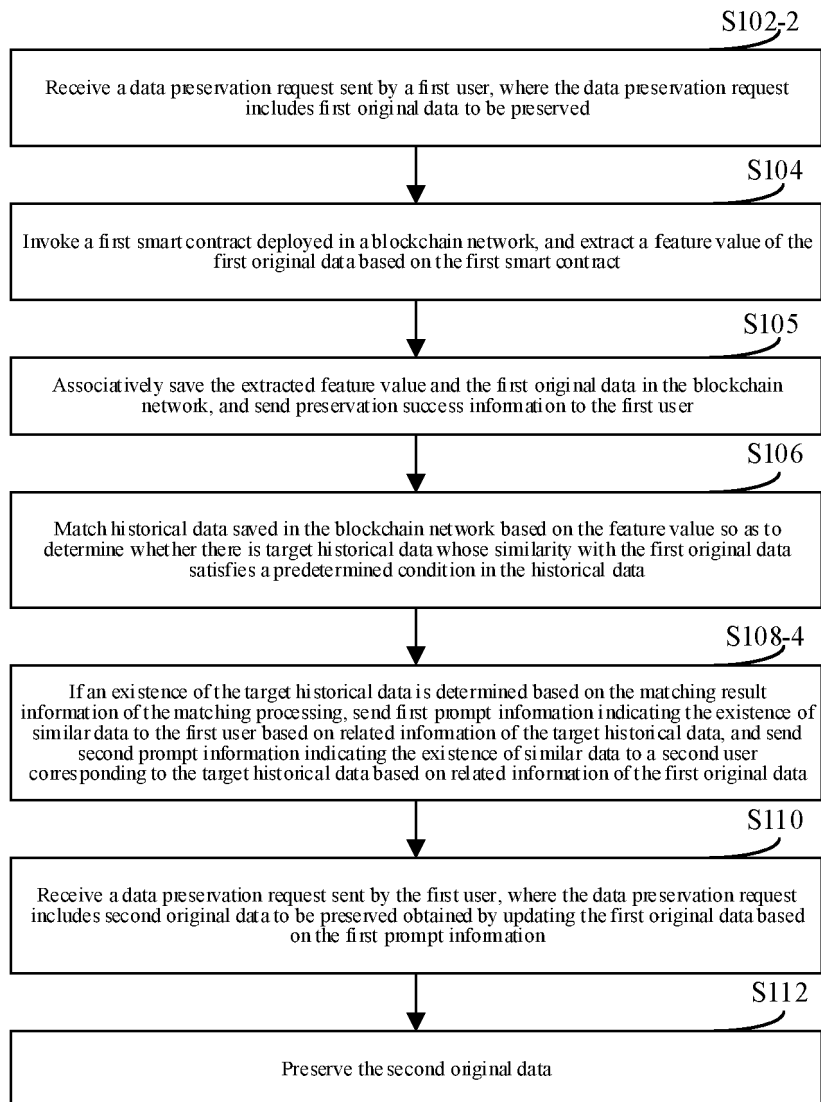 S102-2
Receive a data preservation request sent by a first user, where the data preservation request
includes first original data to be preserved
S104
Invoke a first smart contract deployed in a blockchain network, and extract a feature value of the
first original data based on the first smart contract
S105
Associatively save the extracted feature value and the first original data in the blockchain
network, and send preservation success information to the first user
S106
Match historical data saved in the blockchain network based on the feature value so as to
determine whether there is target historical data whose similarity with the first original data
satisfies a predetermined condition in the historical data
S108-4
If an existence of the target historical data is determined based on the matching result
information of the matching processing, send first prompt information indicating the existence of
similar data to the first user based on related information of the target historical data, and send
second prompt information indicating the existence of similar data to a second user
corresponding to the target historical data based on related information of the first original data
S110
Receive a data preservation request sent by the first user, where the data preservation request
includes second original data to be preserved obtained by updating the first original data based
on the first prompt information
S112
Preserve the second original data